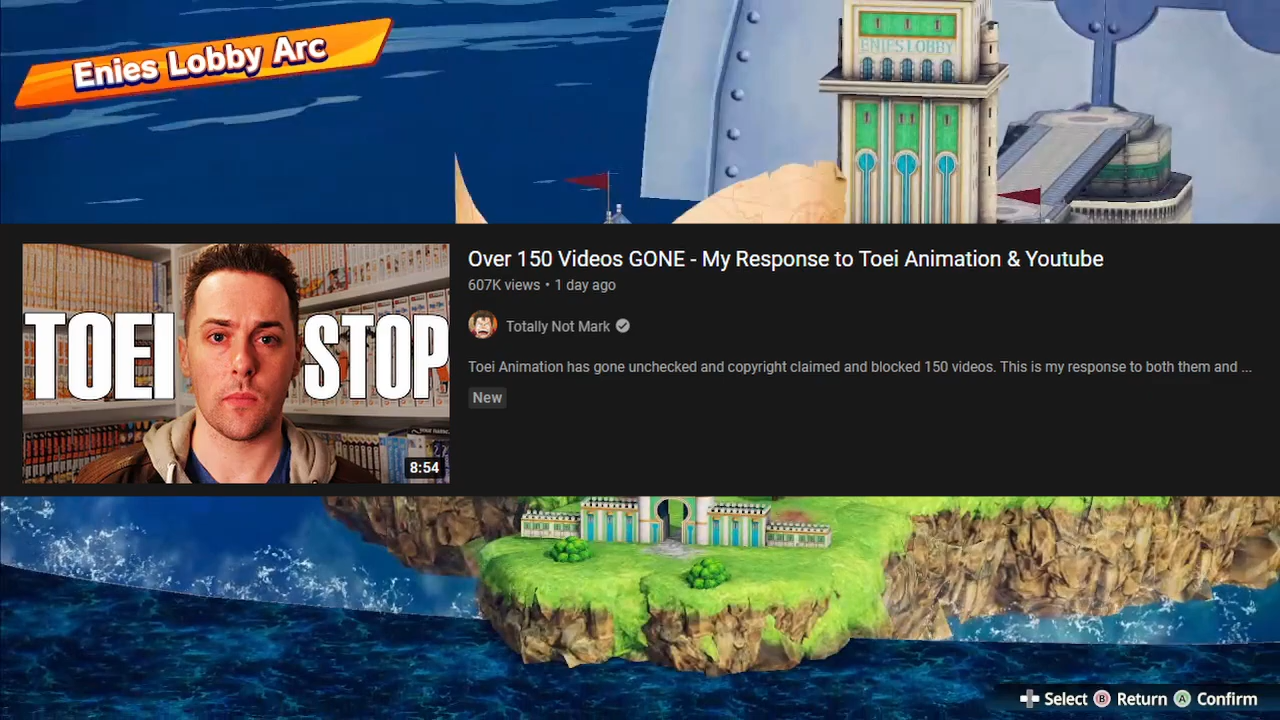 Enies Lobby Arc
ENIES LOBBY
TOEI STOP
8:54
Over 150 Videos GONE - My Response to Toei Animation & Youtube
607K views • 1 day ago
Totally Not Mark
Toei Animation has gone unchecked and copyright claimed and blocked 150 videos. This is my response to both them and ...
New
Select B Return A Confirm